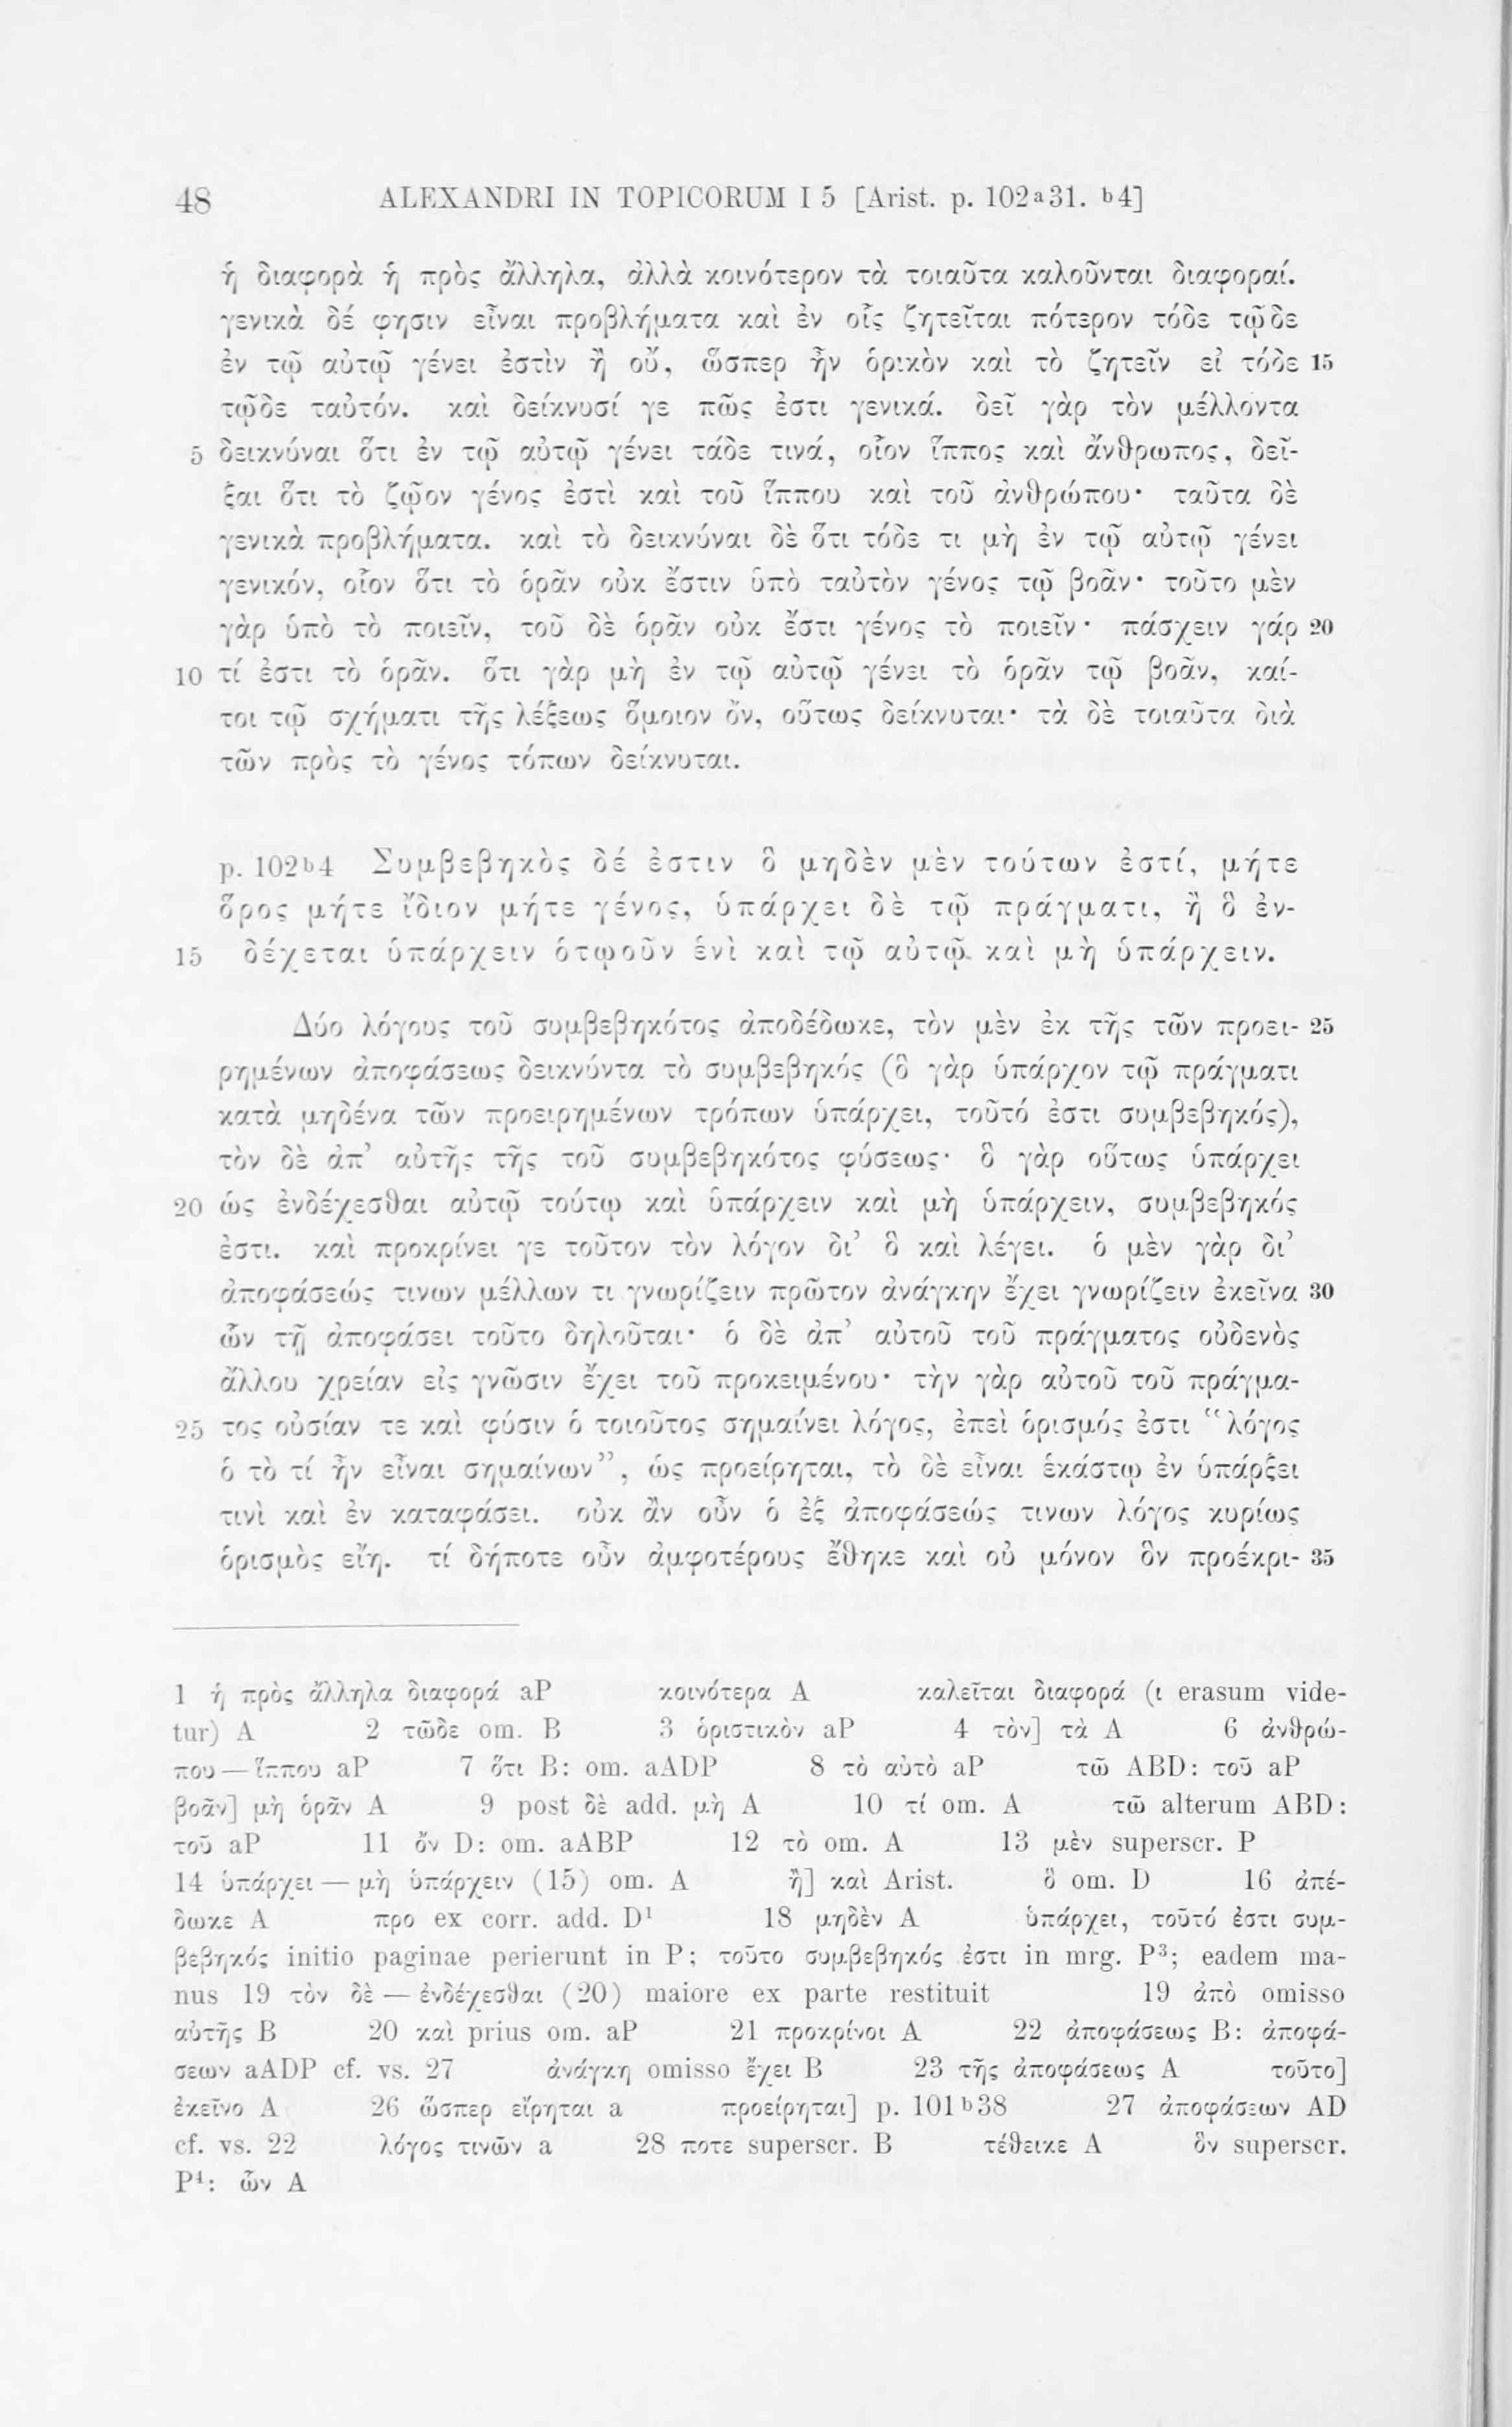 48 ALEXANDRI IN TOPICORUM I 5 [Arist. p. 102a31. b4]
ἡ διαφορὰ ἡ πρὸς ἄλληλα, ἀλλὰ κοινότερον τὰ τοιαῦτα καλοῦνται διαφοραί.
γενικὰ δέ φησιν εἶναι προβλήματα καὶ ἐν οἷς ζητεῖται πότερον τόδε τῷδε
ἐν τῷ αὐτῷ γένει ἐστὶν ἢ οὔ, ὥσπερ ἦν ὁρικὸν καὶ τὸ ζητεῖν εἰ τόδε 15
τῷδε ταὐτόν. καὶ δείκνυσί γε πῶς ἐστι γενικά. δεῖ γὰρ τὸν μέλλοντα
5 δεικνύναι ὅτι ἐν τῷ αὐτῷ γένει τάδε τινά, οἷον ἵππος καὶ ἄνθρωπος, δεῖ-
ξαι ὅτι τὸ ζῷον γένος ἐστὶ καὶ τοῦ ἵππου καὶ τοῦ ἀνθρώπου· ταῦτα δὲ
γενικὰ προβλήματα. καὶ τὸ δεικνύναι δὲ ὅτι τόδε τι μὴ ἐν τῷ αὐτῷ γένει
γενικόν, οἷον ὅτι τὸ ὁρᾶν οὐκ ἔστιν ὑπὸ ταὐτὸν γένος τῷ βοᾶν· τοῦτο μὲν
γὰρ ὑπὸ τὸ ποιεῖν, τοῦ δὲ ὁρᾶν οὐκ ἔστι γένος τὸ ποιεῖν· πάσχειν γάρ 20
10 τί ἐστι τὸ ὁρᾶν. ὅτι γὰρ μὴ ἐν τῷ αὐτῷ γένει τὸ ὁρᾶν τῷ βοᾶν, καί-
τοι τῷ σχήματι τῆς λέξεως ὅμοιον ὄν, οὕτως δείκνυται· τὰ δὲ τοιαῦτα διὰ
τῶν πρὸς τὸ γένος τόπων δείκνυται.
p. 102b4 Συμβεβηκὸς δέ ἐστιν ὃ μηδὲν μὲν τούτων ἐστί, μήτε
ὅρος μήτε ἴδιον μήτε γένος, ὑπάρχει δὲ τῷ πράγματι, ἢ ὃ ἐν-
15 δέχεται ὑπάρχειν ὁτῳοῦν ἑνὶ καὶ τῷ αὐτῷ καὶ μὴ ὑπάρχειν.
Δύο λόγους τοῦ συμβεβηκότος ἀποδέδωκε, τὸν μὲν ἐκ τῆς τῶν προει- 25
ρημένων ἀποφάσεως δεικνύντα τὸ συμβεβηκός (ὃ γὰρ ὑπάρχον τῷ πράγματι
κατὰ μηδένα τῶν προειρημένων τρόπων ὑπάρχει, τοῦτό ἐστι συμβεβηκός),
τὸν δὲ ἀπ’ αὐτῆς τῆς τοῦ συμβεβηκότος φύσεως· ὃ γὰρ οὕτως ὑπάρχει
20 ὡς ἐνδέχεσθαι αὐτῷ τούτῳ καὶ ὑπάρχειν καὶ μὴ ὑπάρχειν, συμβεβηκός
ἐστι. καὶ προκρίνει γε τοῦτον τὸν λόγον δι’ ὃ καὶ λέγει. ὁ μὲν γὰρ δι’
ἀποφάσεώς τινων μέλλων τι γνωρίζειν πρῶτον ἀνάγκην ἔχει γνωρίζειν ἐκεῖνα 30
ὧν τῇ ἀποφάσει τοῦτο δηλοῦται· ὁ δὲ ἀπ’ αὐτοῦ τοῦ πράγματος οὐδενὸς
ἄλλου χρείαν εἰς γνῶσιν ἔχει τοῦ προκειμένου· τὴν γὰρ αὐτοῦ τοῦ πράγμα-
25 τος οὐσίαν τε καὶ φύσιν ὁ τοιοῦτος σημαίνει λόγος, ἐπεὶ ὁρισμός ἐστι “λόγος
ὁ τὸ τί ἦν εἶναι σημαίνων”, ὡς προείρηται, τὸ δὲ εἶναι ἑκάστῳ ἐν ὑπάρξει
τινὶ καὶ ἐν καταφάσει. οὐκ ἂν οὖν ὁ ἐξ ἀποφάσεώς τινων λόγος κυρίως
ὁρισμὸς εἴη. τί δήποτε οὖν ἀμφοτέρους ἔθηκε καὶ οὐ μόνον ὃν προέκρι- 35
1 ἡ πρὸς ἄλληλα διαφορά aP κοινότερα A καλεῖται διαφορά (ι erasum vide-
tur) A 2 τῶδε om. B 3 ὁριστικὸν aP 4 τὸν] τὰ A 6 ἀνθρώ-
που — ἵππου aP 7 ὅτι B: om. aADP 8 τὸ αὐτὸ aP τῶ ABD: τοῦ aP
βοᾶν] μὴ ὁρᾶν A 9 post δὲ add. μὴ A 10 τί om. A τῶ alterum ABD:
τοῦ aP 11 ὄν D: om. aABP 12 τὸ om. A 13 μὲν superscr. P
14 ὑπάρχει — μὴ ὑπάρχειν (15) om. A ἢ] καὶ Arist. ὃ om. D 16 ἀπέ-
δωκε A προ ex corr. add. D¹ 18 μηδὲν A ὑπάρχει, τοῦτό ἐστι συμ-
βεβηκός initio paginae perierunt in P; τοῦτο συμβεβηκός ἐστι in mrg. P³; eadem ma-
nus 19 τὸν δὲ — ἐνδέχεσθαι (20) maiore ex parte restituit 19 ἀπὸ omisso
αὐτῆς B 20 καὶ prius om. aP 21 προκρίνοι A 22 ἀποφάσεως B: ἀποφά-
σεων aADP cf. vs. 27 ἀνάγκη omisso ἔχει B 23 τῆς ἀποφάσεως A τοῦτο]
ἐκεῖνο A 26 ὥσπερ εἴρηται a προείρηται] p. 101b38 27 ἀποφάσεων AD
cf. vs. 22 λόγος τινῶν a 28 ποτε superscr. B τέθεικε A ὃν superscr.
P⁴: ὧν A